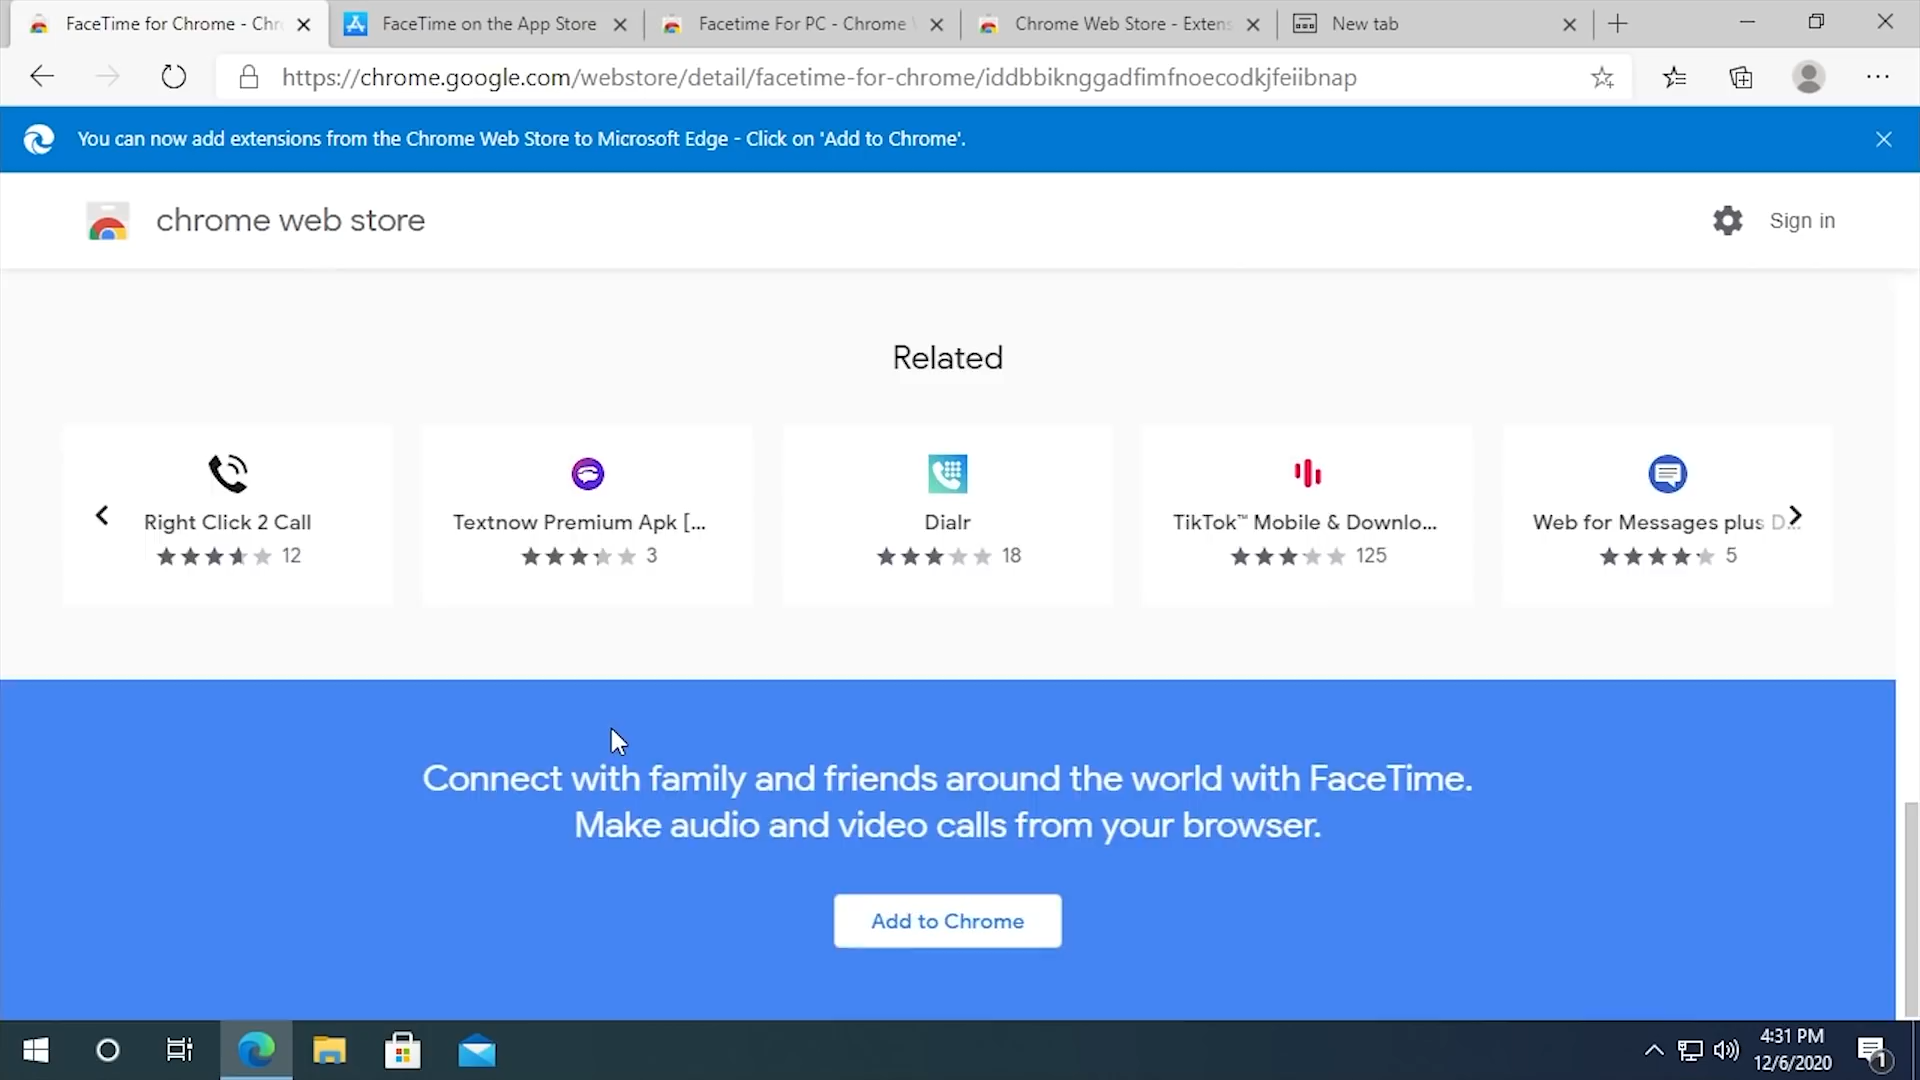 FaceTime for Chrome - Chr
FaceTime on the App Store
Facetime For PC - Chrome
Chrome Web Store - Extens
New tab
https://chrome.google.com/webstore/detail/facetime-for-chrome/iddbbiknggadfimfnoecodkjfeiibnap
You can now add extensions from the Chrome Web Store to Microsoft Edge - Click on 'Add to Chrome'.
chrome web store
Sign in
Related
Right Click 2 Call
12
Textnow Premium Apk [...
3
Dialr
18
TikTok™ Mobile & Downlo...
125
Web for Messages plus D...
5
Connect with family and friends around the world with FaceTime.
Make audio and video calls from your browser.
Add to Chrome
4:31 PM
12/6/2020
1